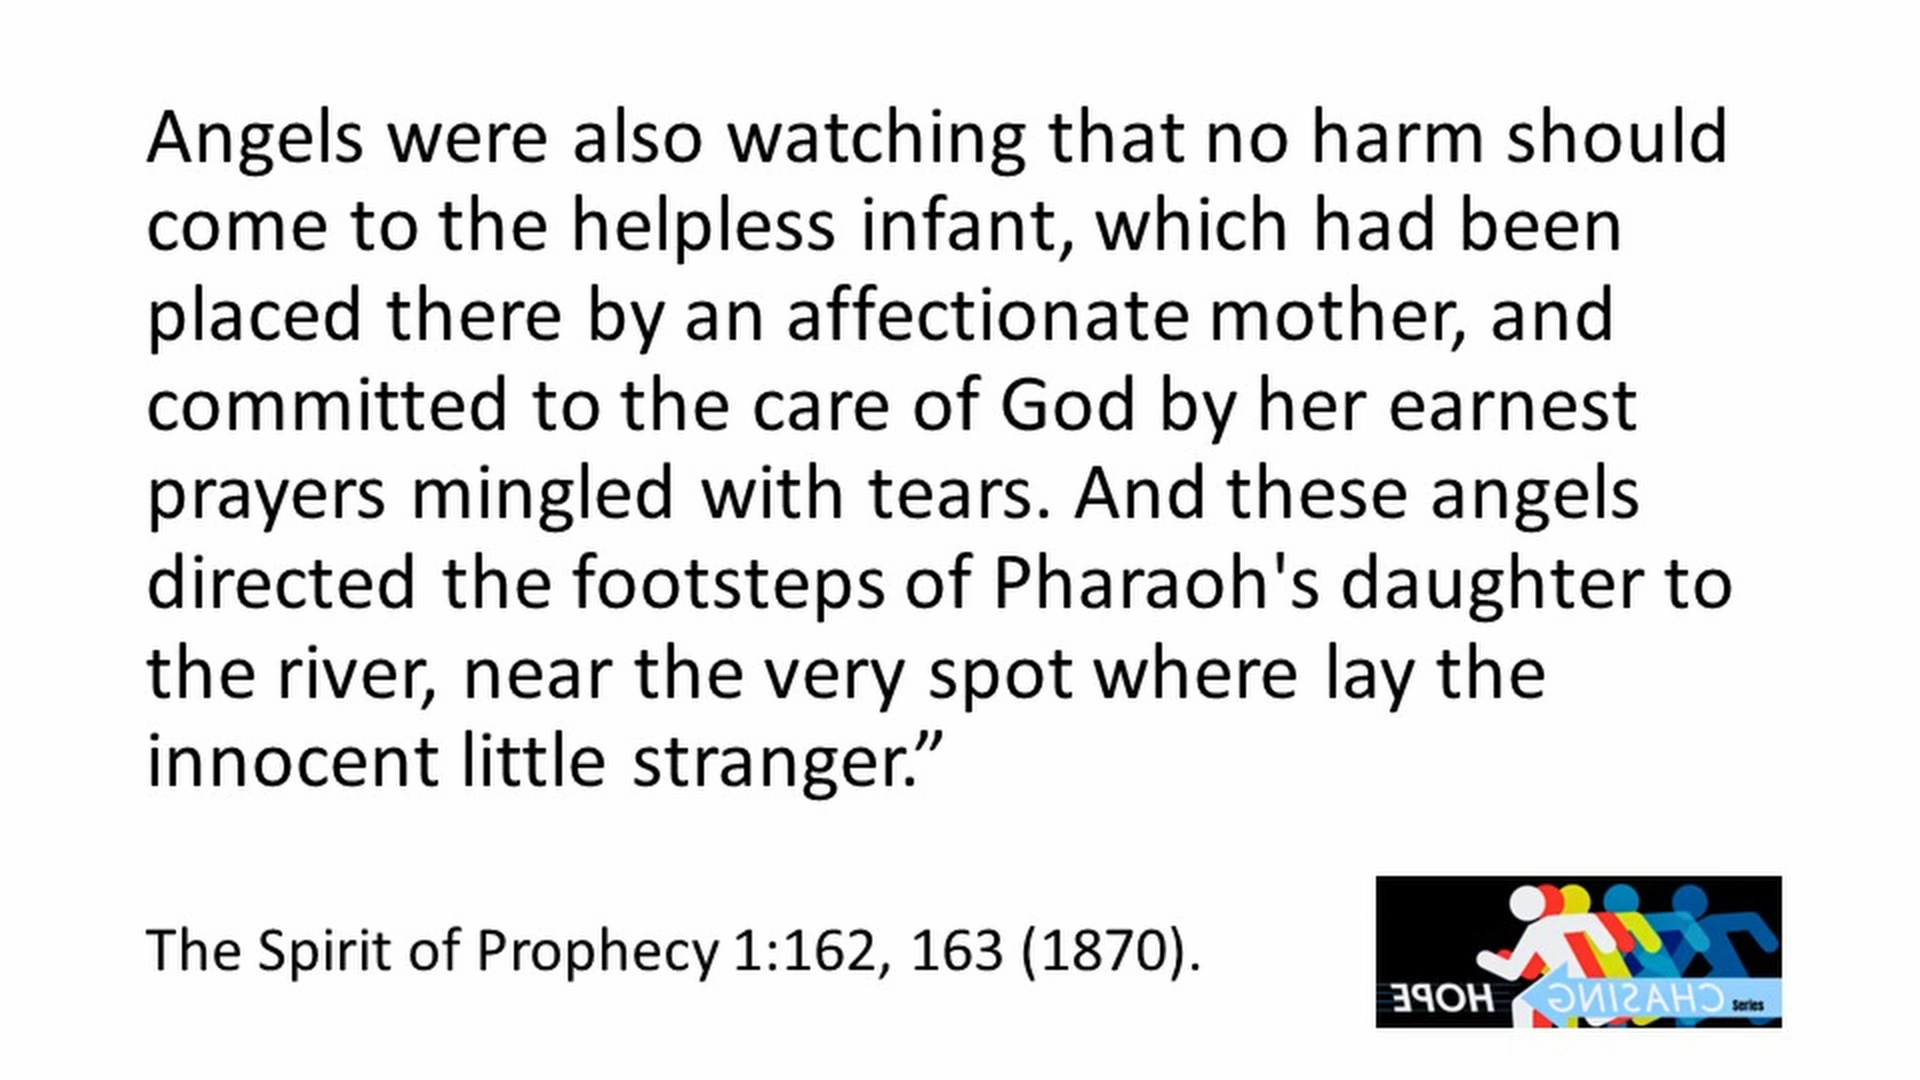 Angels were also watching that no harm should
come to the helpless infant, which had been
placed there by an affectionate mother, and
committed to the care of God by her earnest
prayers mingled with tears. And these angels
directed the footsteps of Pharaoh's daughter to
the river, near the very spot where lay the
innocent little stranger.”
The Spirit of Prophecy 1:162, 163 (1870).
HOPE CHASING Series